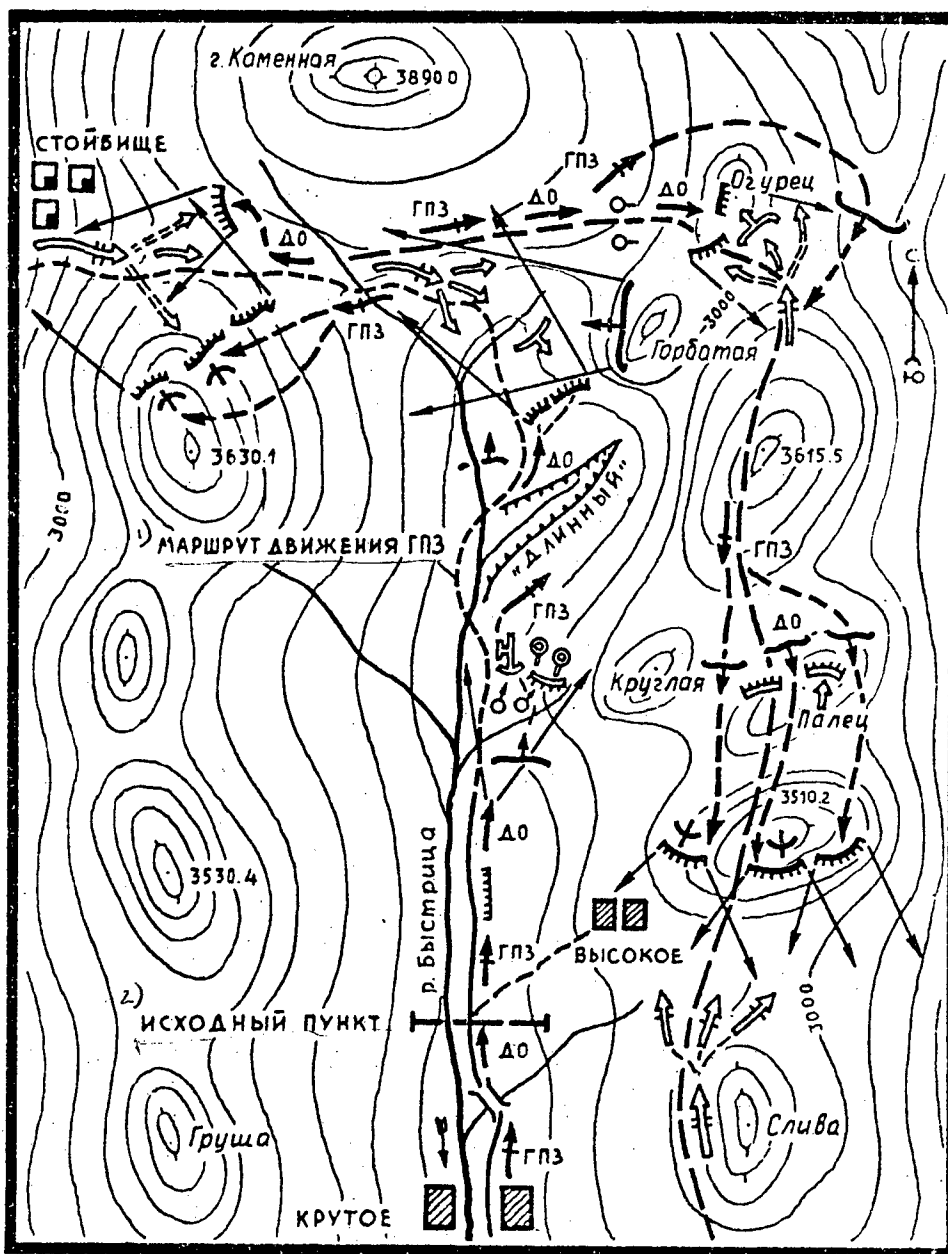 г. Каменная
3890.0
СТОЙБИЩЕ
ГПЗ
ДО
Огурец
ГПЗ
ДО
ДО
3000
ГПЗ
Горбатая
3630.1
ДО
3615.5
3000
"ДЛИННЫЙ"
1)
МАРШРУТ ДВИЖЕНИЯ ГПЗ
ГПЗ
ГПЗ
ДО
Круглая
Палец
3510.2
ДО
3530.4
р. Быстрица
ГПЗ
ВЫСОКОЕ
3000
2)
ИСХОДНЫЙ ПУНКТ
ДО
Груша
Слива
ГПЗ
КРУТОЕ